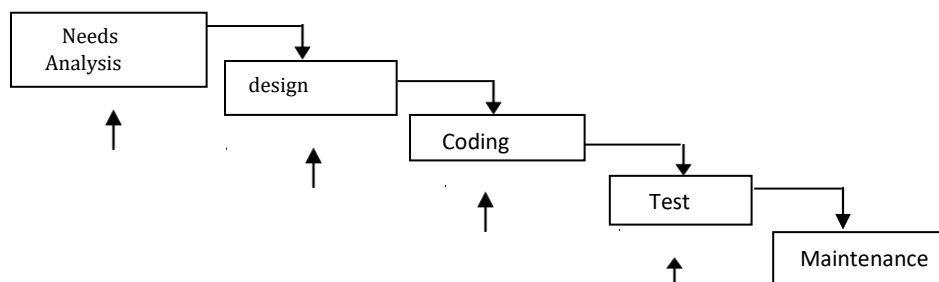 Needs
Analysis
design
Coding
Test
Maintenance